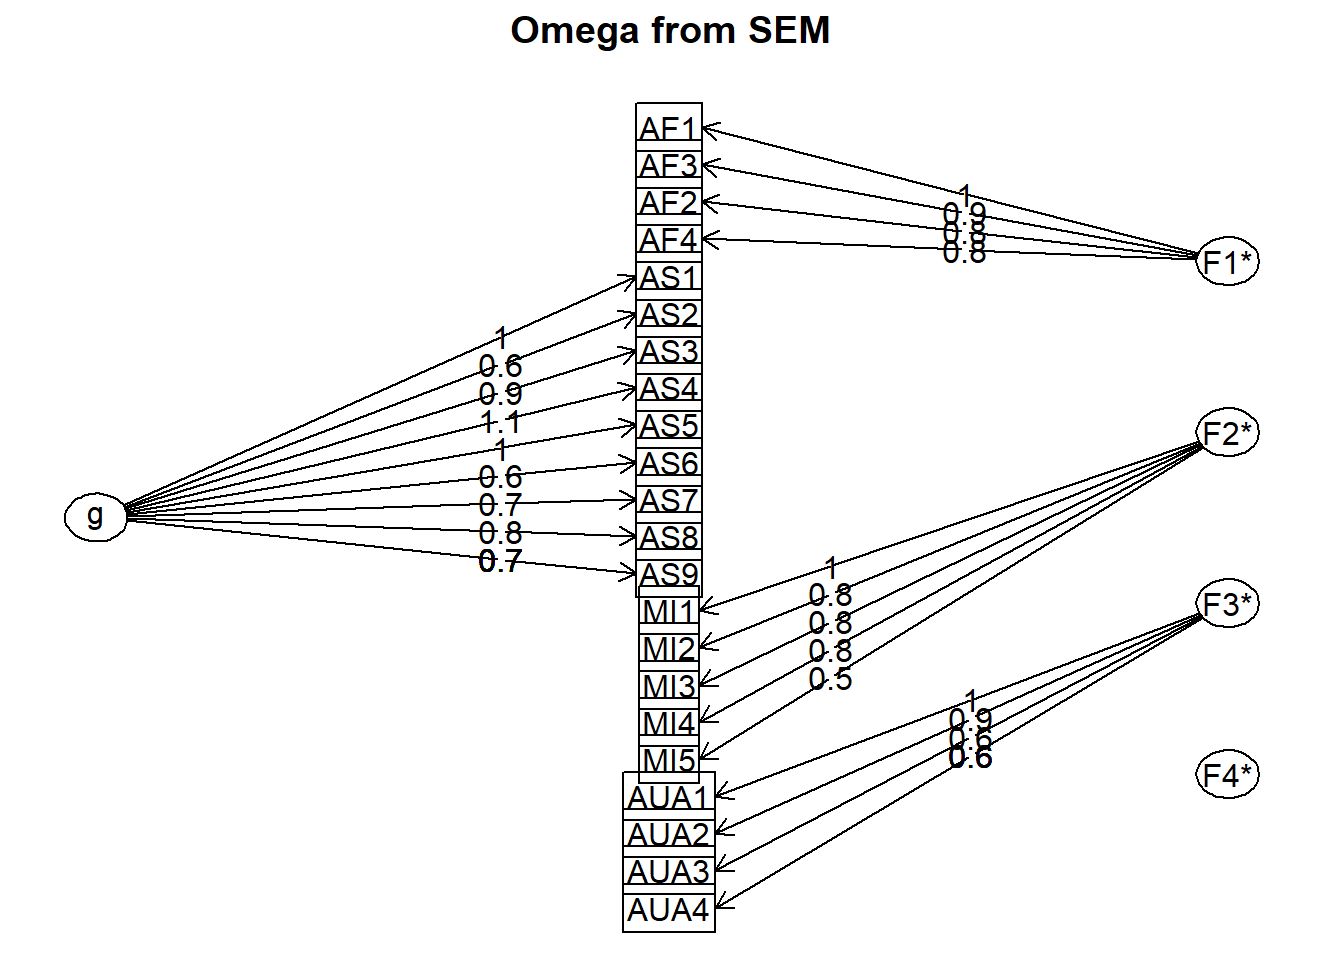 Omega from SEM
AF1
AF3
AF2
AF4
AS1
AS2
AS3
AS4
AS5
AS6
AS7
AS8
AS9
MI1
MI2
MI3
MI4
MI5
AUA1
AUA2
AUA3
AUA4
g
1
0.6
0.9
1.1
1
0.6
0.7
0.8
0.7
1
0.9
0.8
0.8
F1*
1
0.8
0.8
0.8
0.5
F2*
1
0.9
0.6
0.6
F3*
F4*